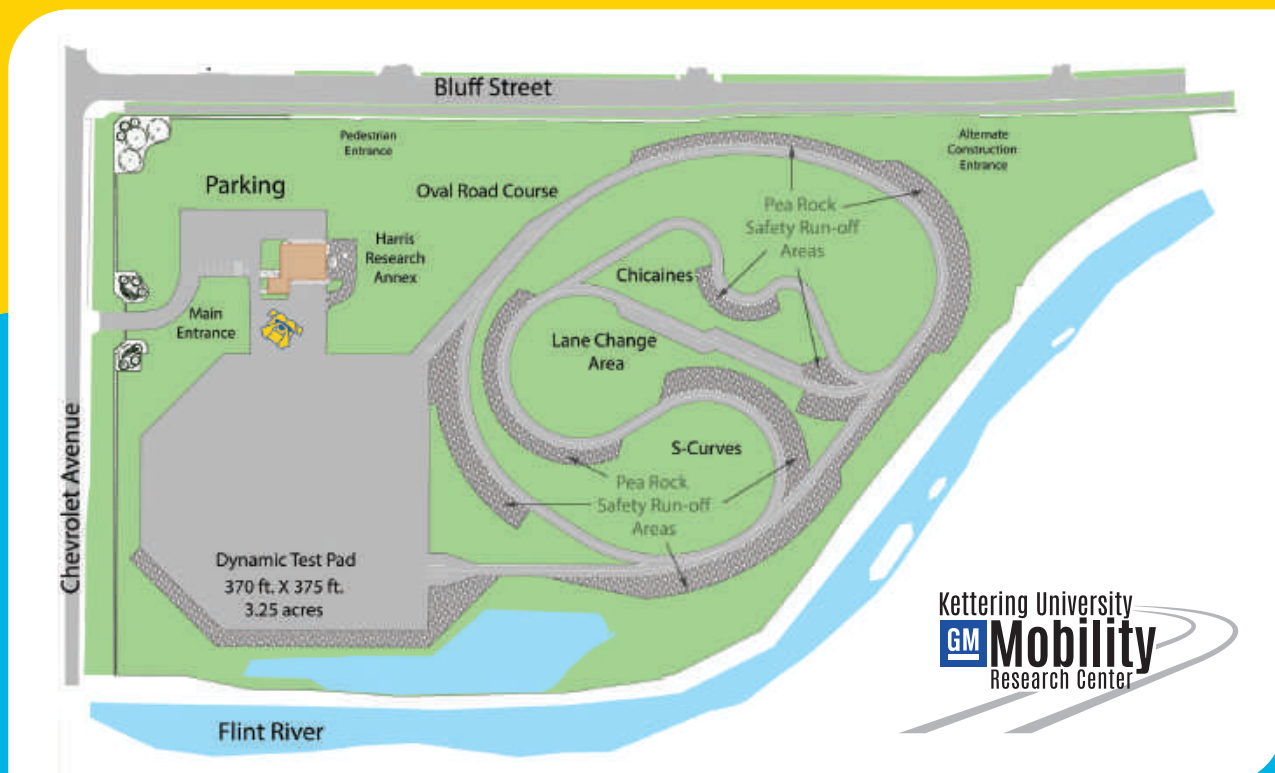 Bluff Street
Pedestrian
Entrance
Alternate
Construction
Entrance
Parking
Oval Road Course
Pea Rock
Safety Run-off
Areas
Harris
Research
Annex
Chicaines
Main
Entrance
Lane Change
Area
Chevrolet Avenue
S-Curves
Pea Rock
Safety Run-off
Areas
Dynamic Test Pad
370 ft. X 375 ft.
3.25 acres
Kettering University
GM Mobility
Research Center
Flint River